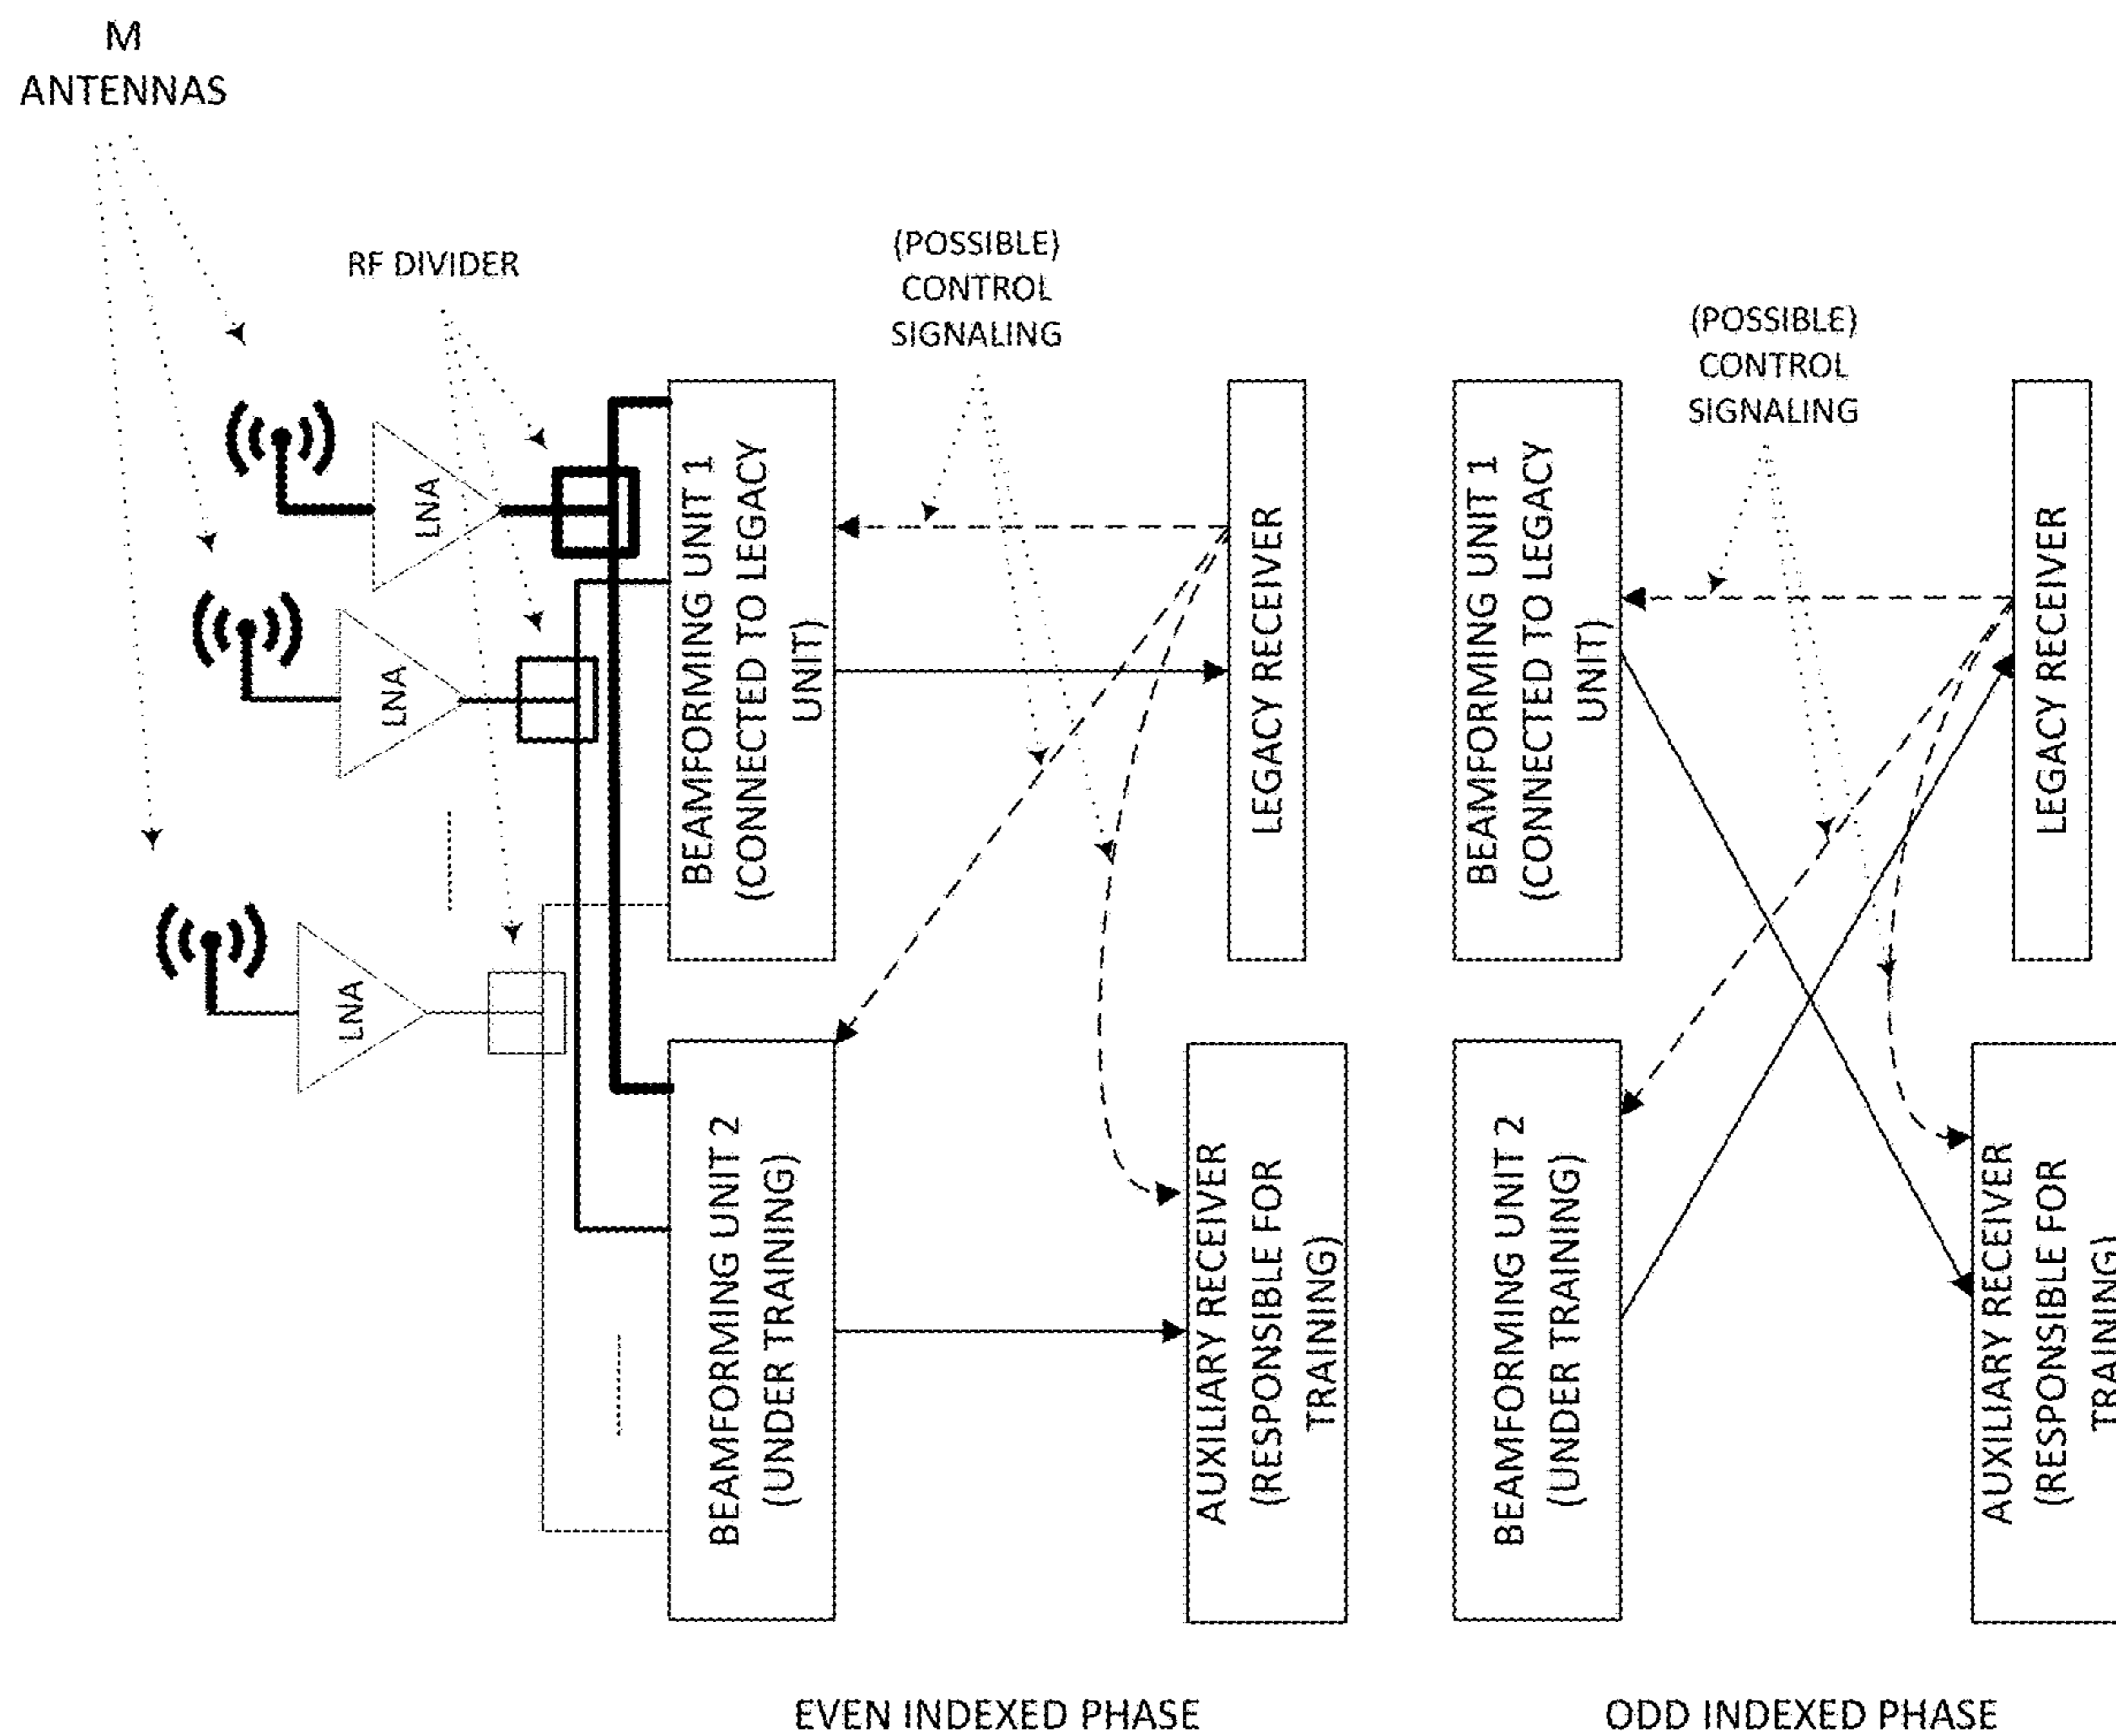 M
ANTENNAS
RF DIVIDER
(POSSIBLE)
CONTROL
SIGNALING
(POSSIBLE)
CONTROL
SIGNALING
LNA
LNA
LNA
BEAMFORMING UNIT 1
(CONNECTED TO LEGACY
UNIT)
LEGACY RECEIVER
BEAMFORMING UNIT 1
(CONNECTED TO LEGACY
UNIT)
LEGACY RECEIVER
BEAMFORMING UNIT 2
(UNDER TRAINING)
AUXILIARY RECEIVER
(RESPONSIBLE FOR
TRAINING)
BEAMFORMING UNIT 2
(UNDER TRAINING)
AUXILIARY RECEIVER
(RESPONSIBLE FOR
TRAINING)
EVEN INDEXED PHASE
ODD INDEXED PHASE